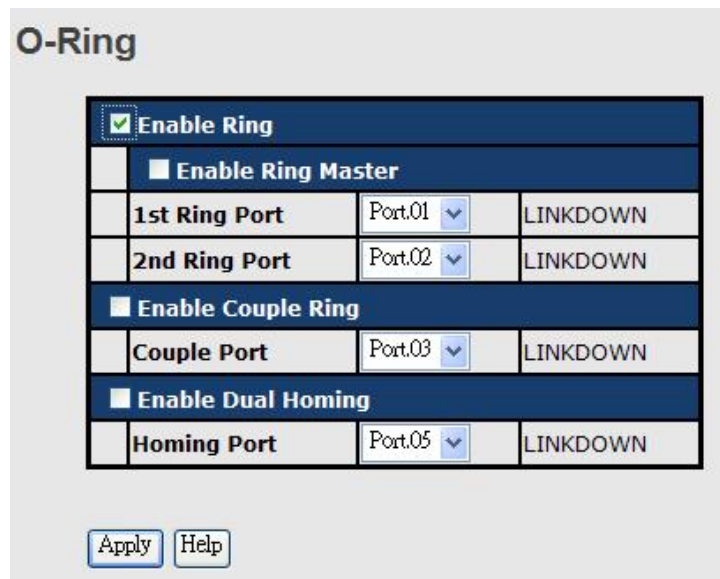 O-Ring
Enable Ring
Enable Ring Master
1st Ring Port Port.01 LINKDOWN
2nd Ring Port Port.02 LINKDOWN
Enable Couple Ring
Couple Port Port.03 LINKDOWN
Enable Dual Homing
Homing Port Port.05 LINKDOWN
Apply Help